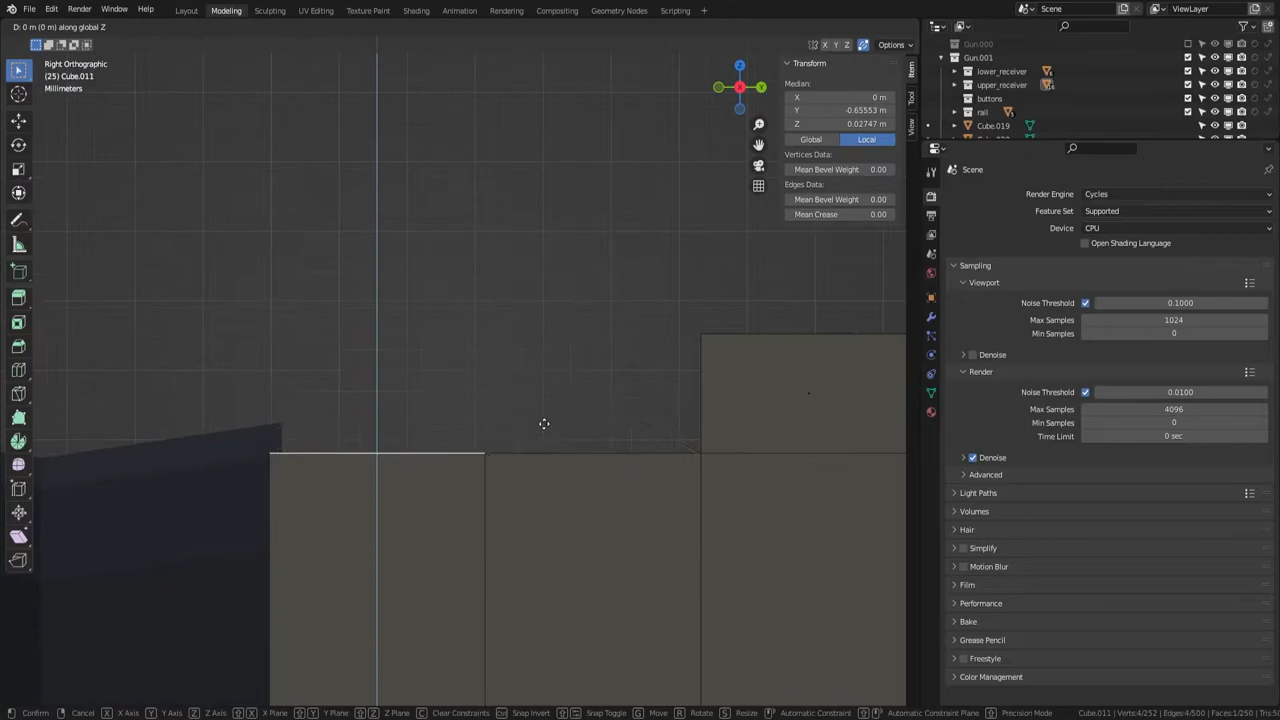 File Edit Render Window Help Layout Modeling Sculpting UV Editing Texture Paint Shading Animation Rendering Compositing Geometry Nodes Scripting + Scene ViewLayer
D: 0 m (0 m) along global Z
X Y Z Options
Right Orthographic
(25) Cube.011
Millimeters
Z
X
Y
Transform
Median:
X 0 m
Y -0.65553 m
Z 0.02747 m
Global Local
Vertices Data:
Mean Bevel Weight 0.00
Edges Data:
Mean Bevel Weight 0.00
Mean Crease 0.00
Item
Tool
View
Gun.000
Gun.001
lower_receiver
upper_receiver
buttons
rail
Cube.019
Scene
Render Engine Cycles
Feature Set Supported
Device CPU
Open Shading Language
Sampling
Viewport
Noise Threshold 0.1000
Max Samples 1024
Min Samples 0
Denoise
Render
Noise Threshold 0.0100
Max Samples 4096
Min Samples 0
Time Limit 0 sec
Denoise
Advanced
Light Paths
Volumes
Hair
Simplify
Motion Blur
Film
Performance
Bake
Grease Pencil
Freestyle
Color Management
Confirm Cancel X X Axis Y Y Axis Z Z Axis X X Plane Y Y Plane Z Z Plane C Clear Constraints Snap Invert Snap Toggle G Move R Rotate S Resize Automatic Constraint Automatic Constraint Plane Precision Mode Cube.011 | Verts:4/252 | Edges:4/500 | Faces:1/250 | Tris:5